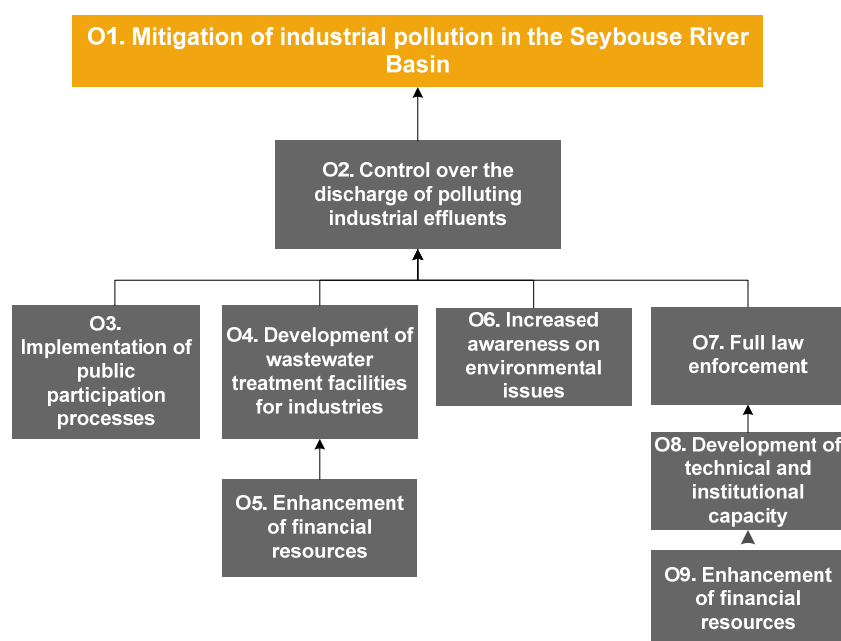 O1. Mitigation of industrial pollution in the Seybouse River
Basin
O2. Control over the
discharge of polluting
industrial effluents
O3.
Implementation of
public
participation
processes
O4. Development of
wastewater
treatment facilities
for industries
O6. Increased
awareness on
environmental
issues
O7. Full law
enforcement
O5. Enhancement
of financial
resources
O8. Development of
technical and
institutional
capacity
O9. Enhancement
of financial
resources